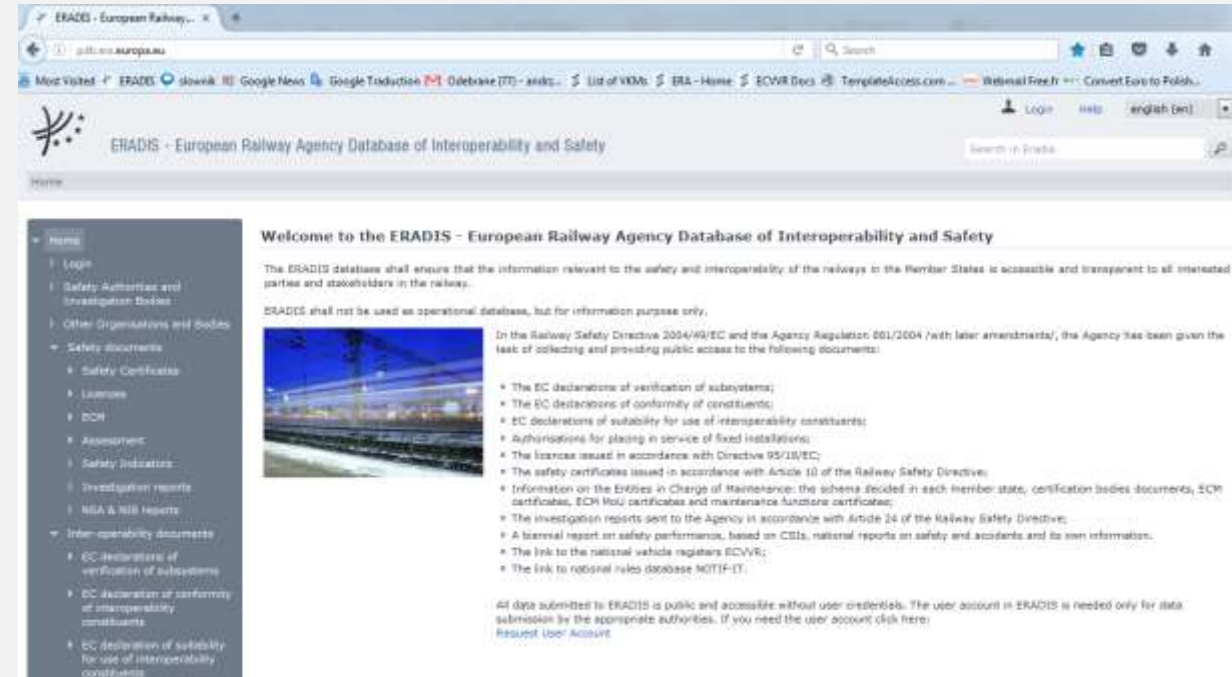 ERADIS - European Railway...
europa.eu
Search
Most Visited ERADIS słownik Google News Google Traduction Odebrane (77) - andrz... List of VKMs ERA - Home ECVVR Docs TemplateAccess.com ... Webmail Free.fr Convert Euro to Polish...
Login Help english (en)
ERADIS - European Railway Agency Database of Interoperability and Safety
Search in Eradis
Home
Home
Login
Safety Authorities and
Investigation Bodies
Other Organisations and Bodies
Safety documents
Safety Certificates
Licences
ECM
Assessment
Safety Indicators
Investigation reports
NSA & NIB reports
Inter-operability documents
EC declarations of
verification of subsystems
EC declaration of conformity
of interoperability
constituents
EC declaration of suitability
for use of interoperability
constituents
Welcome to the ERADIS - European Railway Agency Database of Interoperability and Safety
The ERADIS database shall ensure that the information relevant to the safety and interoperability of the railways in the Member States is accessible and transparent to all interested
parties and stakeholders in the railway.
ERADIS shall not be used as operational database, but for information purpose only.
In the Railway Safety Directive 2004/49/EC and the Agency Regulation 881/2004 /with later amendments/, the Agency has been given the
task of collecting and providing public access to the following documents:
The EC declarations of verification of subsystems;
The EC declarations of conformity of constituents;
EC declarations of suitability for use of interoperability constituents;
Authorisations for placing in service of fixed installations;
The licences issued in accordance with Directive 95/18/EC;
The safety certificates issued in accordance with Article 10 of the Railway Safety Directive;
Information on the Entities in Charge of Maintenance: the schema decided in each member state, certification bodies documents, ECM
certificates, ECM MoU certificates and maintenance functions certificates;
The investigation reports sent to the Agency in accordance with Article 24 of the Railway Safety Directive;
A biannual report on safety performance, based on CSIs, national reports on safety and accidents and its own information.
The link to the national vehicle registers ECVVR;
The link to national rules database NOTIF-IT.
All data submitted to ERADIS is public and accessible without user credentials. The user account in ERADIS is needed only for data
submission by the appropriate authorities. If you need the user account click here:
Request User Account